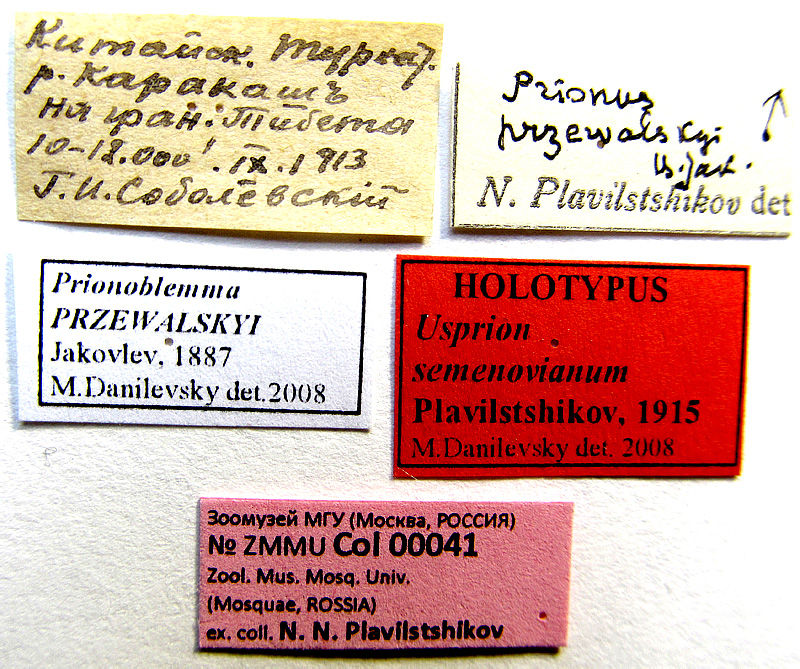 Китайск. Турк.
р. Каракашъ
на гран. Тибета
10-12.000'. IX. 1913
Г.И. Соболевскій
Prionus
przewalskyi
B. Jak.
N. Plavilstshikov det
Prionoblemma
PRZEWALSKYI
Jakovlev, 1887
M.Danilevsky det.2008
HOLOTYPUS
Usprion
semenovianum
Plavilstshikov, 1915
M.Danilevsky det. 2008
Зоомузей МГУ (Москва, РОССИЯ)
№ ZMMU Col 00041
Zool. Mus. Mosq. Univ.
(Mosquae, ROSSIA)
ex. coll. N. N. Plavilstshikov